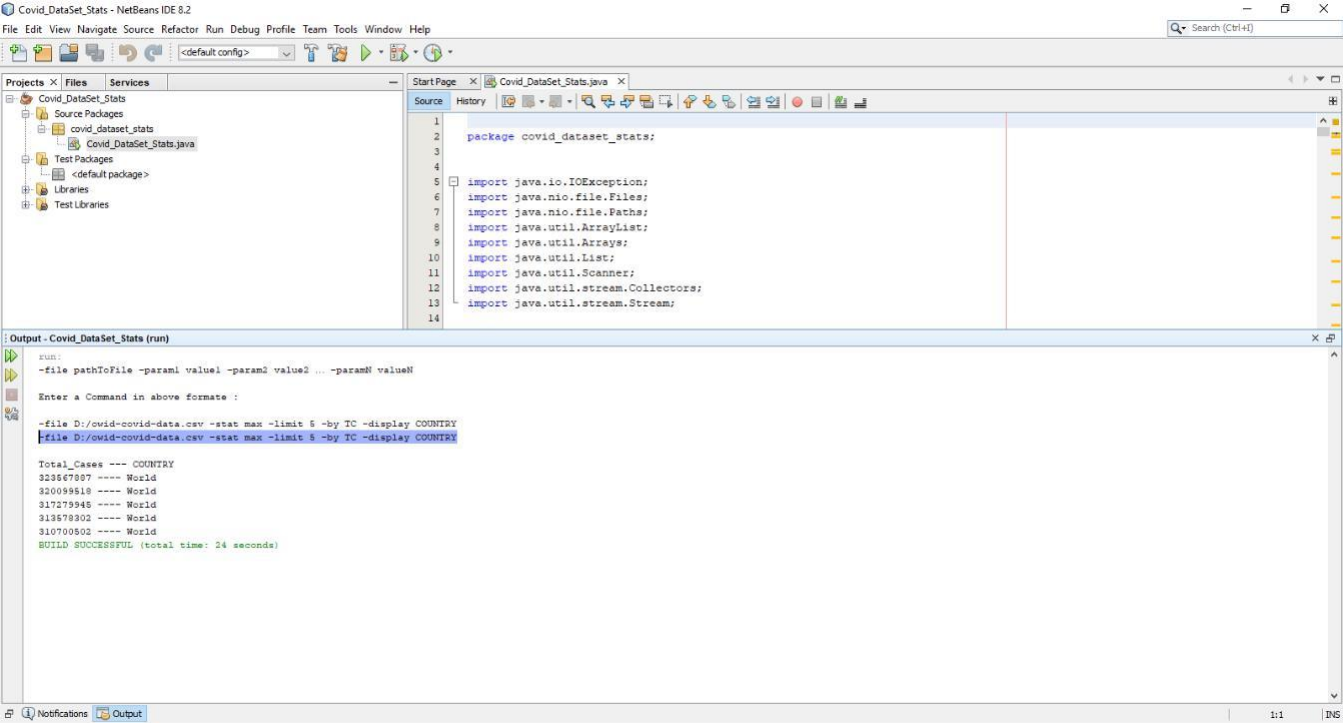 Covid_DataSet_Stats - NetBeans IDE 8.2
File Edit View Navigate Source Refactor Run Debug Profile Team Tools Window Help
Search (Ctrl+I)
<default config>
Projects Files Services
Start Page Covid_DataSet_Stats.java
Covid_DataSet_Stats
Source History
Source Packages
covid_dataset_stats
Covid_DataSet_Stats.java
Test Packages
<default package>
Libraries
Test Libraries
1
2 package covid_dataset_stats;
3
4
5 import java.io.IOException;
6 import java.nio.file.Files;
7 import java.nio.file.Paths;
8 import java.util.ArrayList;
9 import java.util.Arrays;
10 import java.util.List;
11 import java.util.Scanner;
12 import java.util.stream.Collectors;
13 import java.util.stream.Stream;
14
Output - Covid_DataSet_Stats (run)
run:
-file pathToFile -param1 value1 -param2 value2 ... -paramN valueN
Enter a Command in above formate :
-file D:/owid-covid-data.csv -stat max -limit 5 -by TC -display COUNTRY
-file D:/owid-covid-data.csv -stat max -limit 5 -by TC -display COUNTRY
Total_Cases --- COUNTRY
323567887 ---- World
320099518 ---- World
317279945 ---- World
313578302 ---- World
310700502 ---- World
BUILD SUCCESSFUL (total time: 24 seconds)
Notifications Output
1:1 INS